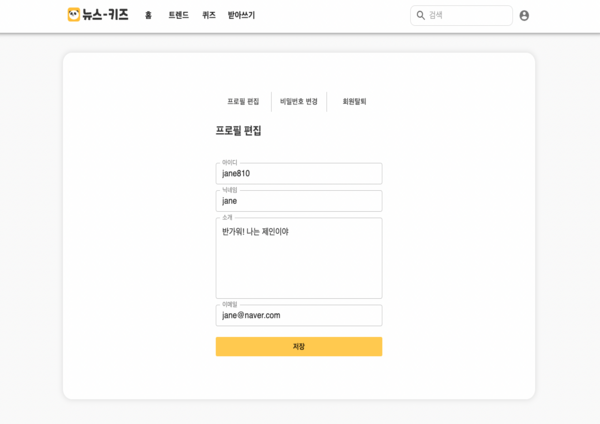 뉴스-키즈 홈 트렌드 퀴즈 받아쓰기 검색
프로필 편집 비밀번호 변경 회원탈퇴
프로필 편집
아이디
jane810
닉네임
jane
소개
반가워! 나는 제인이야
이메일
jane@naver.com
저장